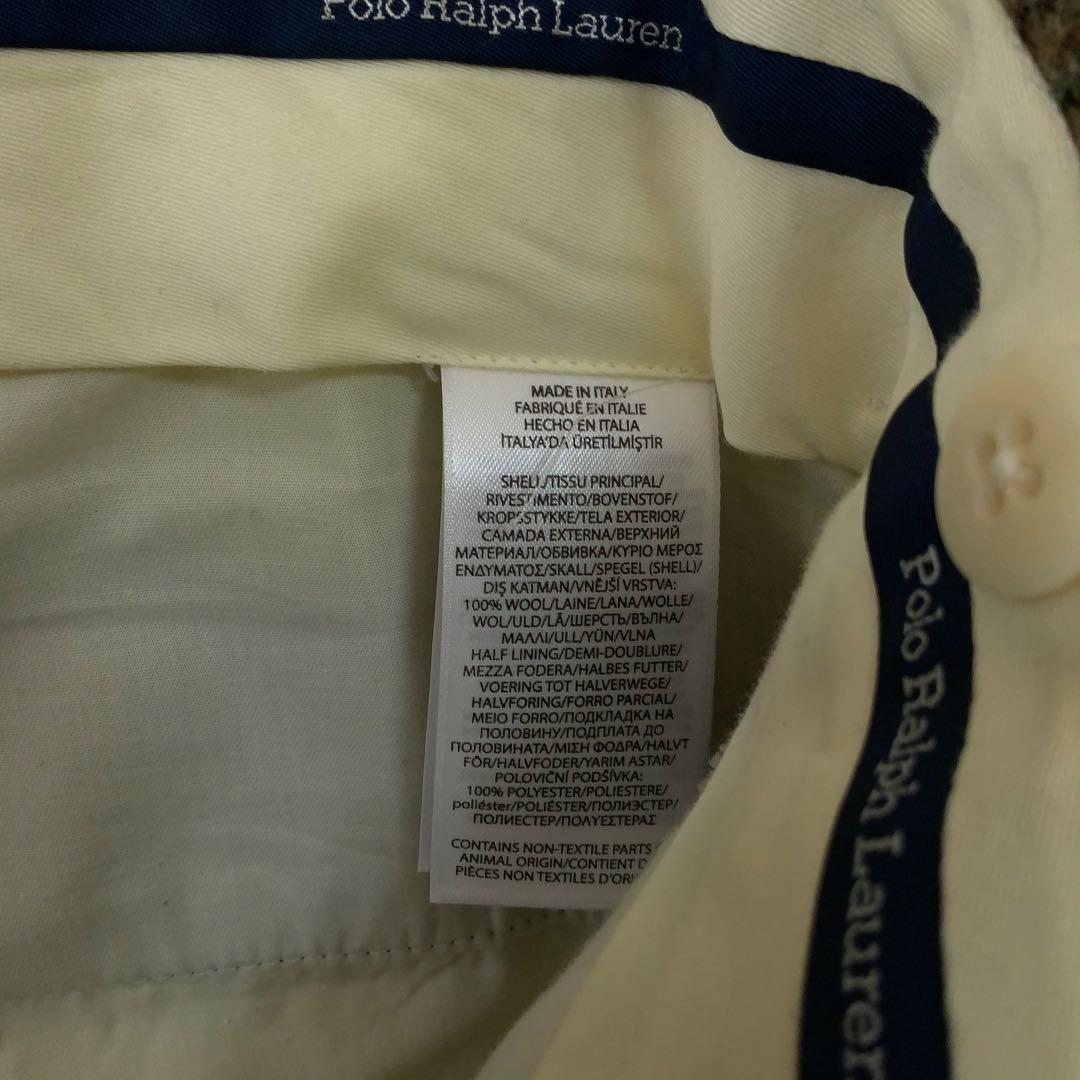 Polo Ralph Lauren
MADE IN ITALY
FABRIQUÉ EN ITALIE
HECHO EN ITALIA
İTALYA'DA ÜRETİLMİŞTİR
SHELL/TISSU PRINCIPAL/
RIVESTIMENTO/BOVENSTOF/
KROPSSTYKKE/TELA EXTERIOR/
CAMADA EXTERNA/ВЕРХНИЙ
МАТЕРИАЛ/ОБВИВКА/ΚΥΡΙΟ ΜΕΡΟΣ
ΕΝΔΥΜΑΤΟΣ/SKALL/SPEGEL (SHELL)/
DIŞ KATMAN/VNĚJŠÍ VRSTVA:
100% WOOL/LAINE/LANA/WOLLE/
WOL/ULD/LÃ/ШЕРСТЬ/ВЪЛНА/
ΜΑΛΛΙ/ULL/YÜN/VLNA
HALF LINING/DEMI-DOUBLURE/
MEZZA FODERA/HALBES FUTTER/
VOERING TOT HALVERWEGE/
HALVFORING/FORRO PARCIAL/
MEIO FORRO/ПОДКЛАДКА НА
ПОЛОВИНУ/ПОДПЛАТА ДО
ПОЛОВИНАТА/ΜΙΣΗ ΦΟΔΡΑ/HALVT
FÖR/HALVFODER/YARIM ASTAR/
POLOVIČNÍ PODŠÍVKA:
100% POLYESTER/POLIESTERE/
poliéster/POLIÉSTER/ПОЛИЭСТЕР/
ПОЛИЕСТЕР/ΠΟΛΥΕΣΤΕΡΑΣ
CONTAINS NON-TEXTILE PARTS
ANIMAL ORIGIN/CONTIENT
PIÈCES NON TEXTILES
Polo Ralph Lauren